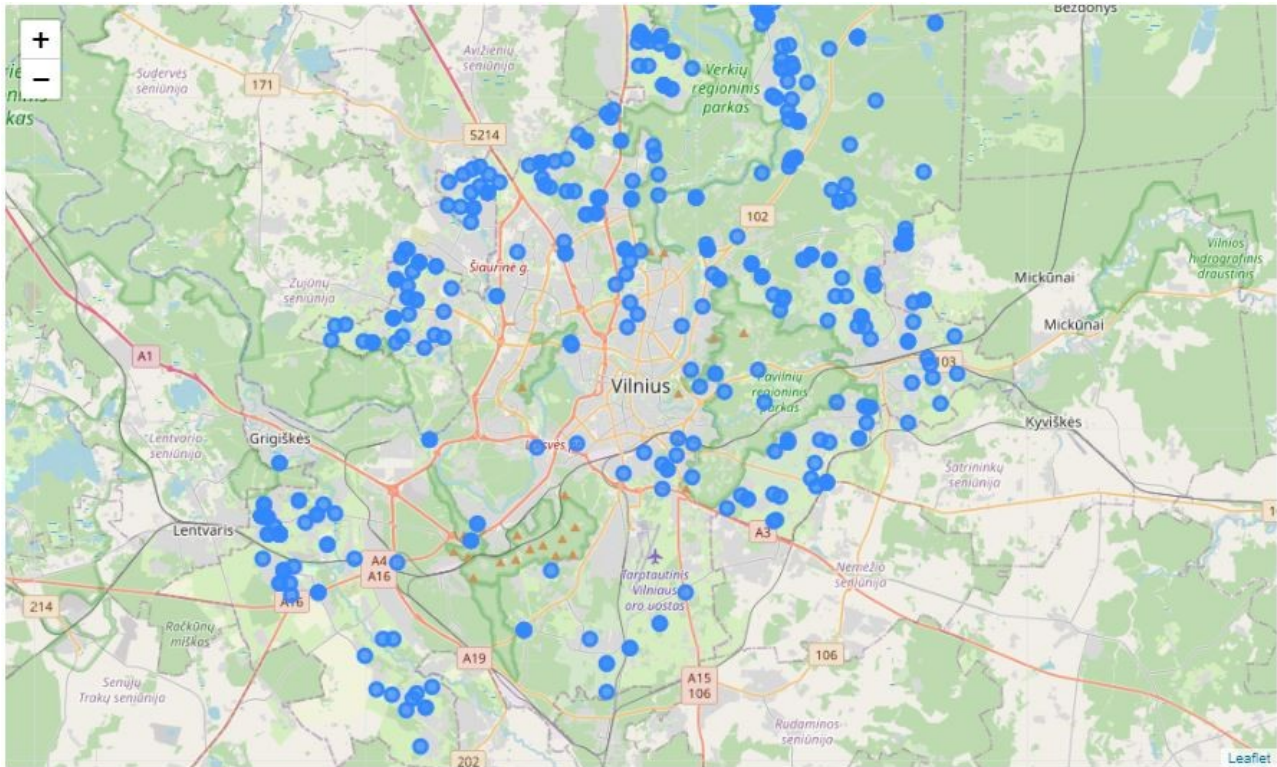 +
−
Bezdonys
Avižienių
seniūnija
Sudervės
seniūnija
171
Verkių
regioninis
parkas
kas
5214
102
Šiaurinė g.
Zujūnų
seniūnija
Vilnios
hidrografinis
draustinis
Mickūnai
Mickūnai
A1
103
Vilnius
Pavilnių
regioninis
parkas
Lentvario
seniūnija
Grigiškės
Kyviškės
Šatrininkų
seniūnija
Lentvaris
A3
A4
A16
Tarptautinis
Vilniaus
oro uostas
Nemėžio
seniūnija
214
A16
Račkūnų
miškas
A19
106
Senųjų
Trakų seniūnija
A15
106
Rudaminos
seniūnija
202
Leaflet